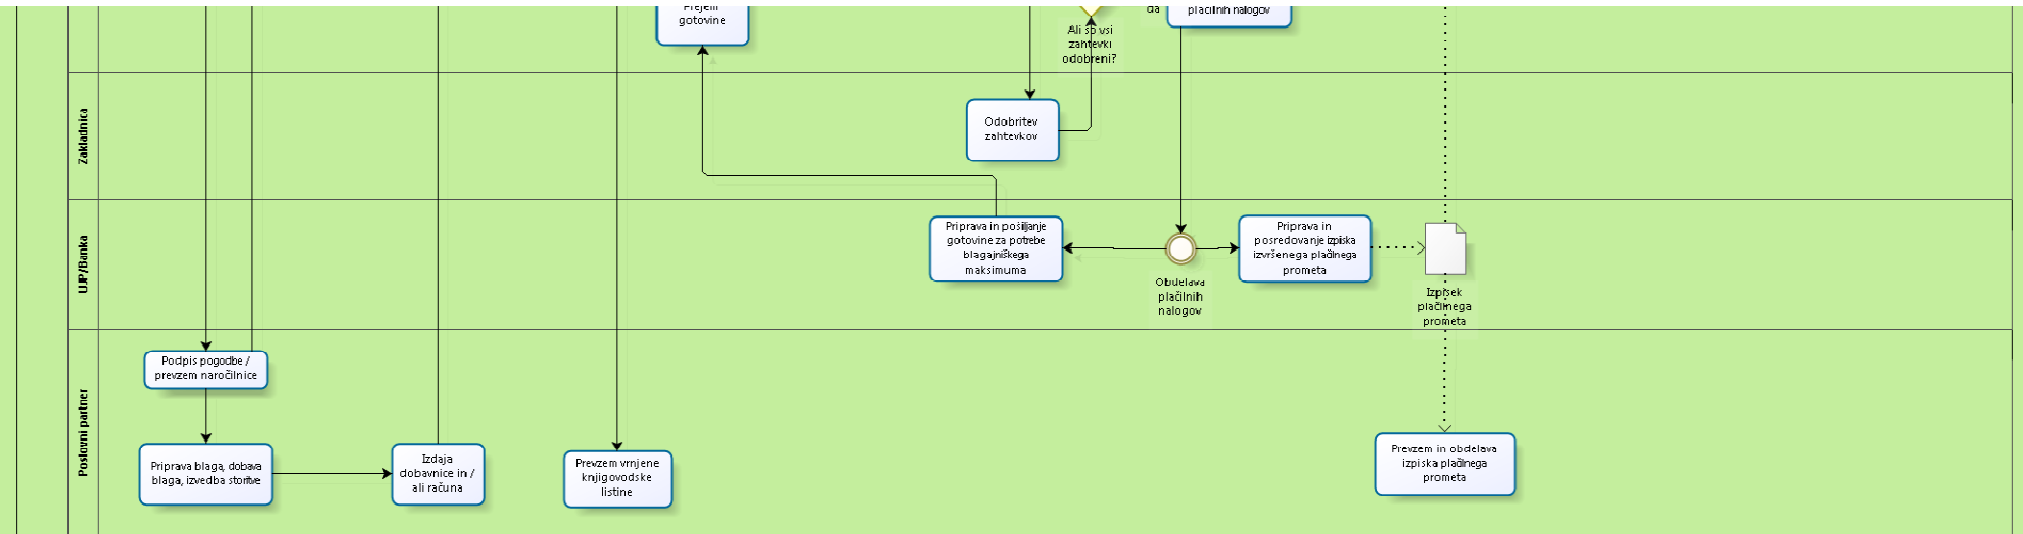 Prejem
gotovine
da
plačilnih nalogov
Ali so vsi
zahtevki
odobreni?
Zakladnica
Odobritev
zahtevkov
UJP/Banka
Priprava in pošiljanje
gotovine za potrebe
blagajniškega
maksimuma
Obdelava
plačilnih
nalogov
Priprava in
posredovanje izpiska
izvršenega plačilnega
prometa
Izpisek
plačilnega
prometa
Poslovni partner
Podpis pogodbe /
prevzem naročilnice
Priprava blaga, dobava
blaga, izvedba storitve
Izdaja
dobavnice in /
ali računa
Prevzem vrnjene
knjigovodske
listine
Prevzem in obdelava
izpiska plačilnega
prometa